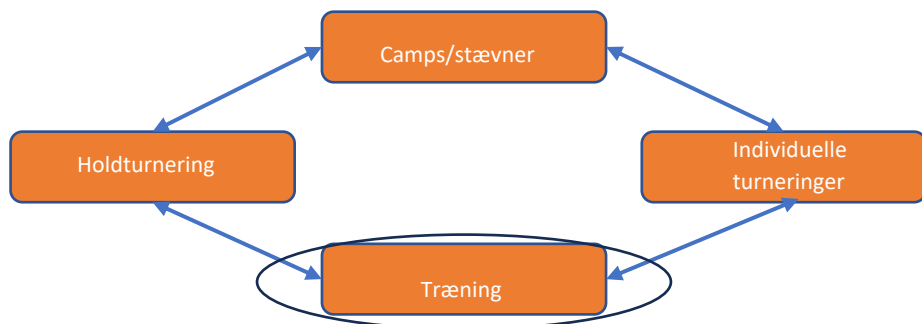 Camps/stævner
Holdturnering
Individuelle
turneringer
Træning